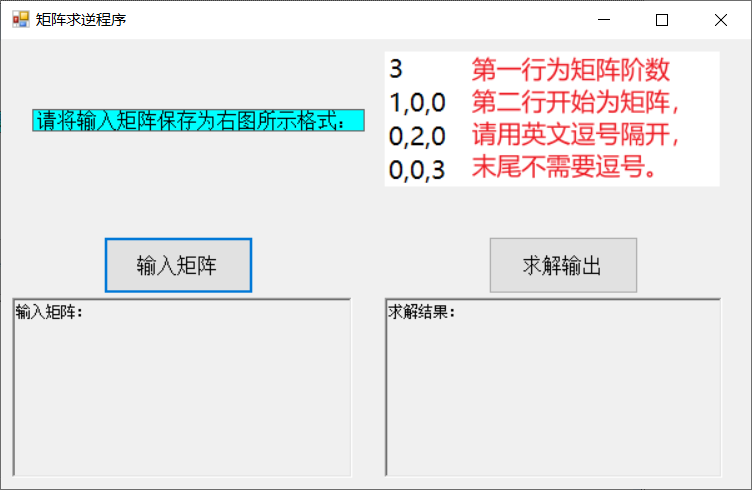 矩阵求逆程序
请将输入矩阵保存为右图所示格式：
3 第一行为矩阵阶数
1,0,0 第二行开始为矩阵，
0,2,0 请用英文逗号隔开，
0,0,3 末尾不需要逗号。
输入矩阵
求解输出
输入矩阵：
求解结果：